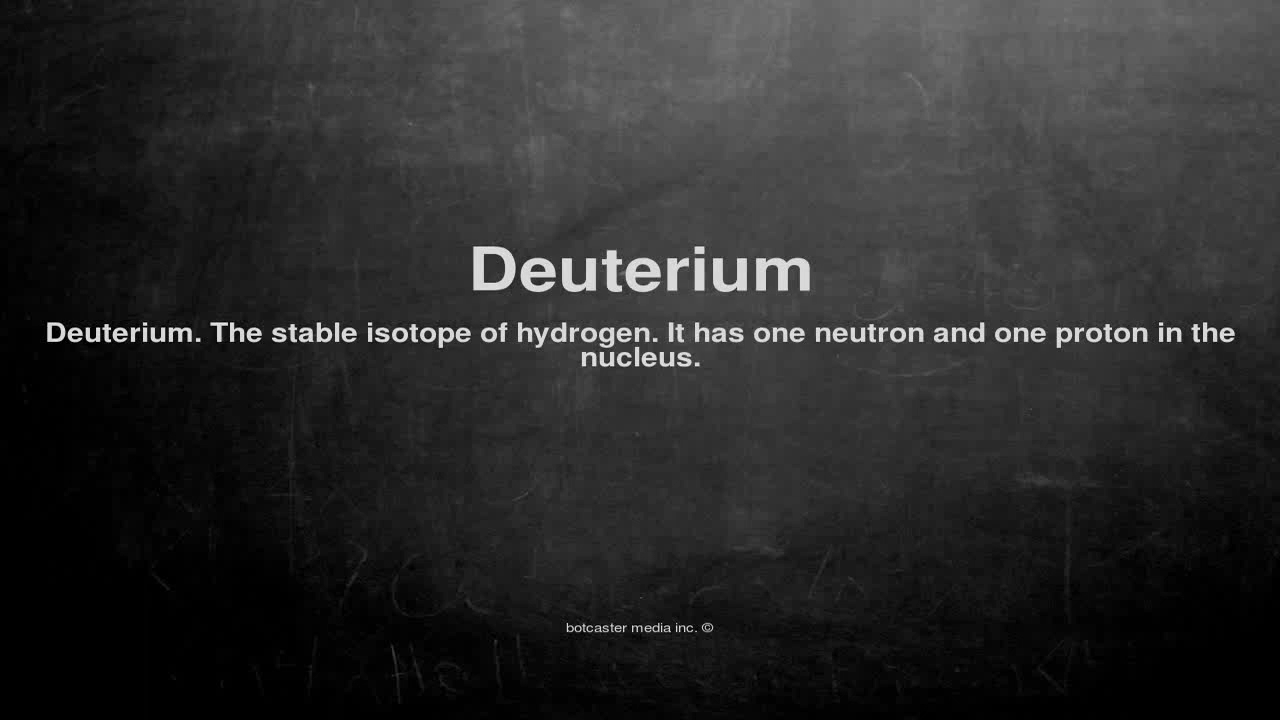 Deuterium
Deuterium. The stable isotope of hydrogen. It has one neutron and one proton in the
nucleus.
botcaster media inc. ©